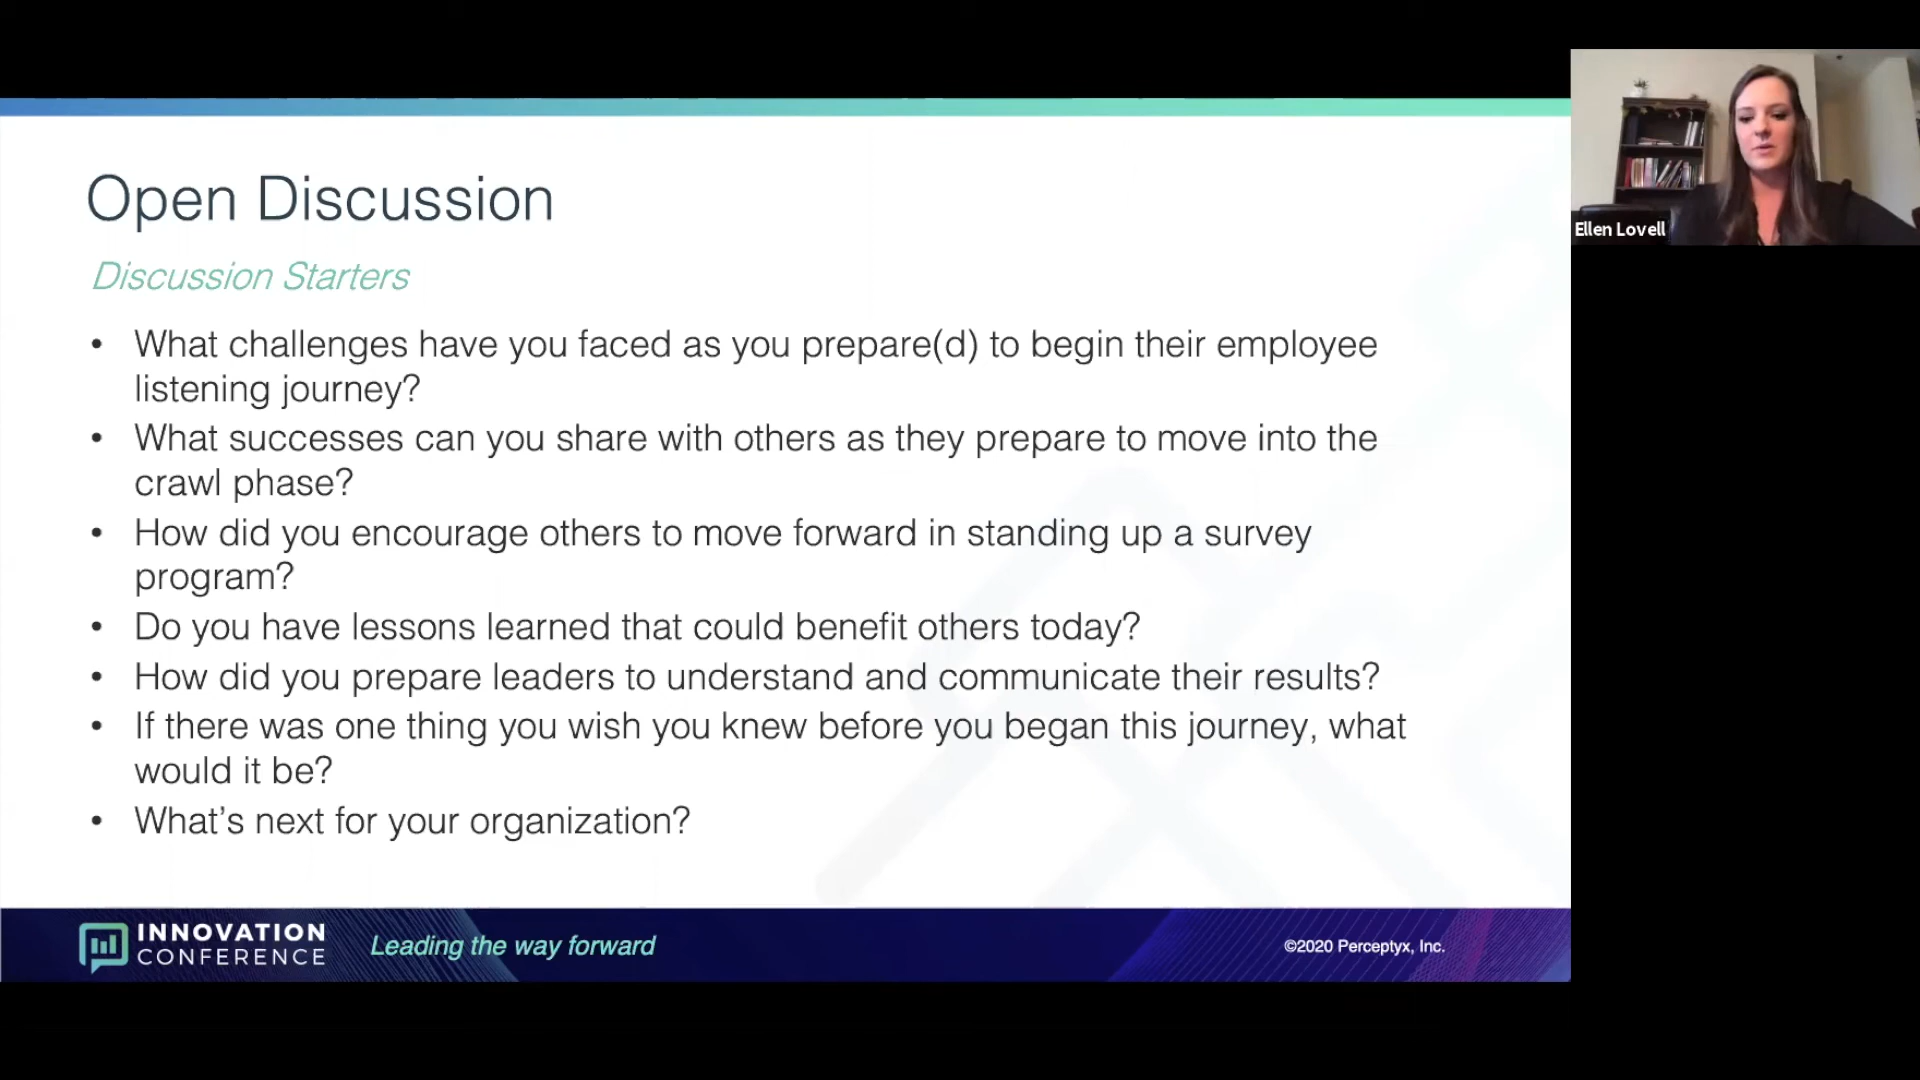 Open Discussion
Discussion Starters
• What challenges have you faced as you prepare(d) to begin their employee
listening journey?
• What successes can you share with others as they prepare to move into the
crawl phase?
• How did you encourage others to move forward in standing up a survey
program?
• Do you have lessons learned that could benefit others today?
• How did you prepare leaders to understand and communicate their results?
• If there was one thing you wish you knew before you began this journey, what
would it be?
• What’s next for your organization?
Ellen Lovell
INNOVATION
CONFERENCE
Leading the way forward
©2020 Perceptyx, Inc.